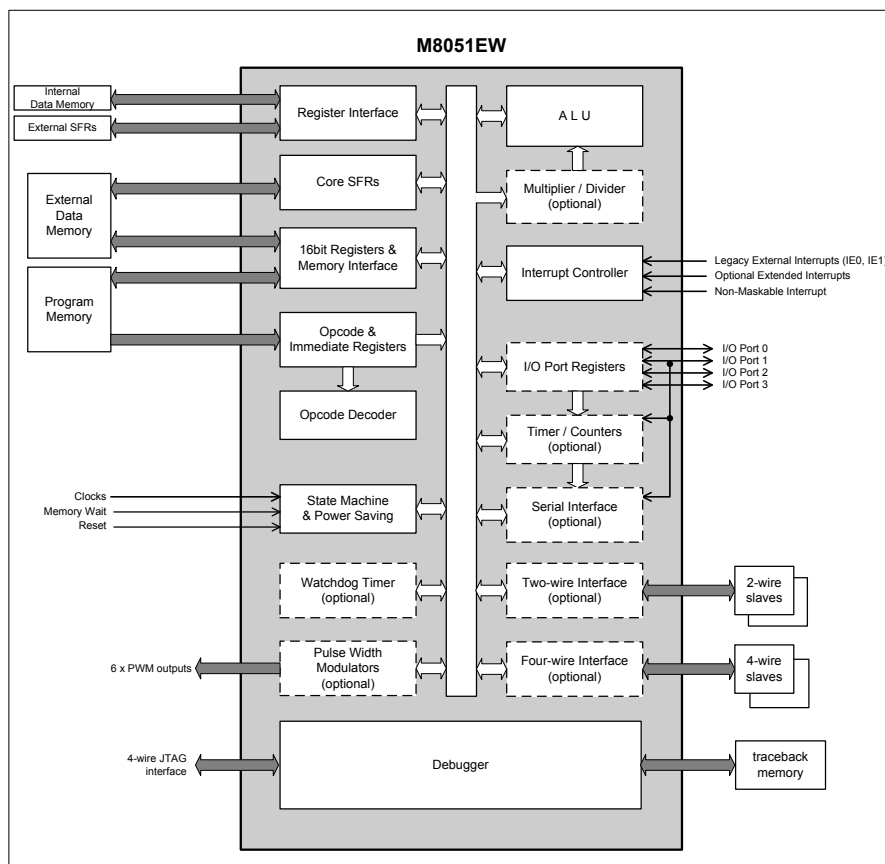 M8051EW
Internal
Data Memory
External SFRs
External
Data
Memory
Program
Memory
Clocks
Memory Wait
Reset
6 x PWM outputs
4-wire JTAG
interface
Register Interface
Core SFRs
16bit Registers &
Memory Interface
Opcode &
Immediate Registers
Opcode Decoder
State Machine
& Power Saving
Watchdog Timer
(optional)
Pulse Width
Modulators
(optional)
Debugger
A L U
Multiplier / Divider
(optional)
Interrupt Controller
I/O Port Registers
Timer / Counters
(optional)
Serial Interface
(optional)
Two-wire Interface
(optional)
Four-wire Interface
(optional)
Legacy External Interrupts (IE0, IE1)
Optional Extended Interrupts
Non-Maskable Interrupt
I/O Port 0
I/O Port 1
I/O Port 2
I/O Port 3
2-wire
slaves
4-wire
slaves
traceback
memory